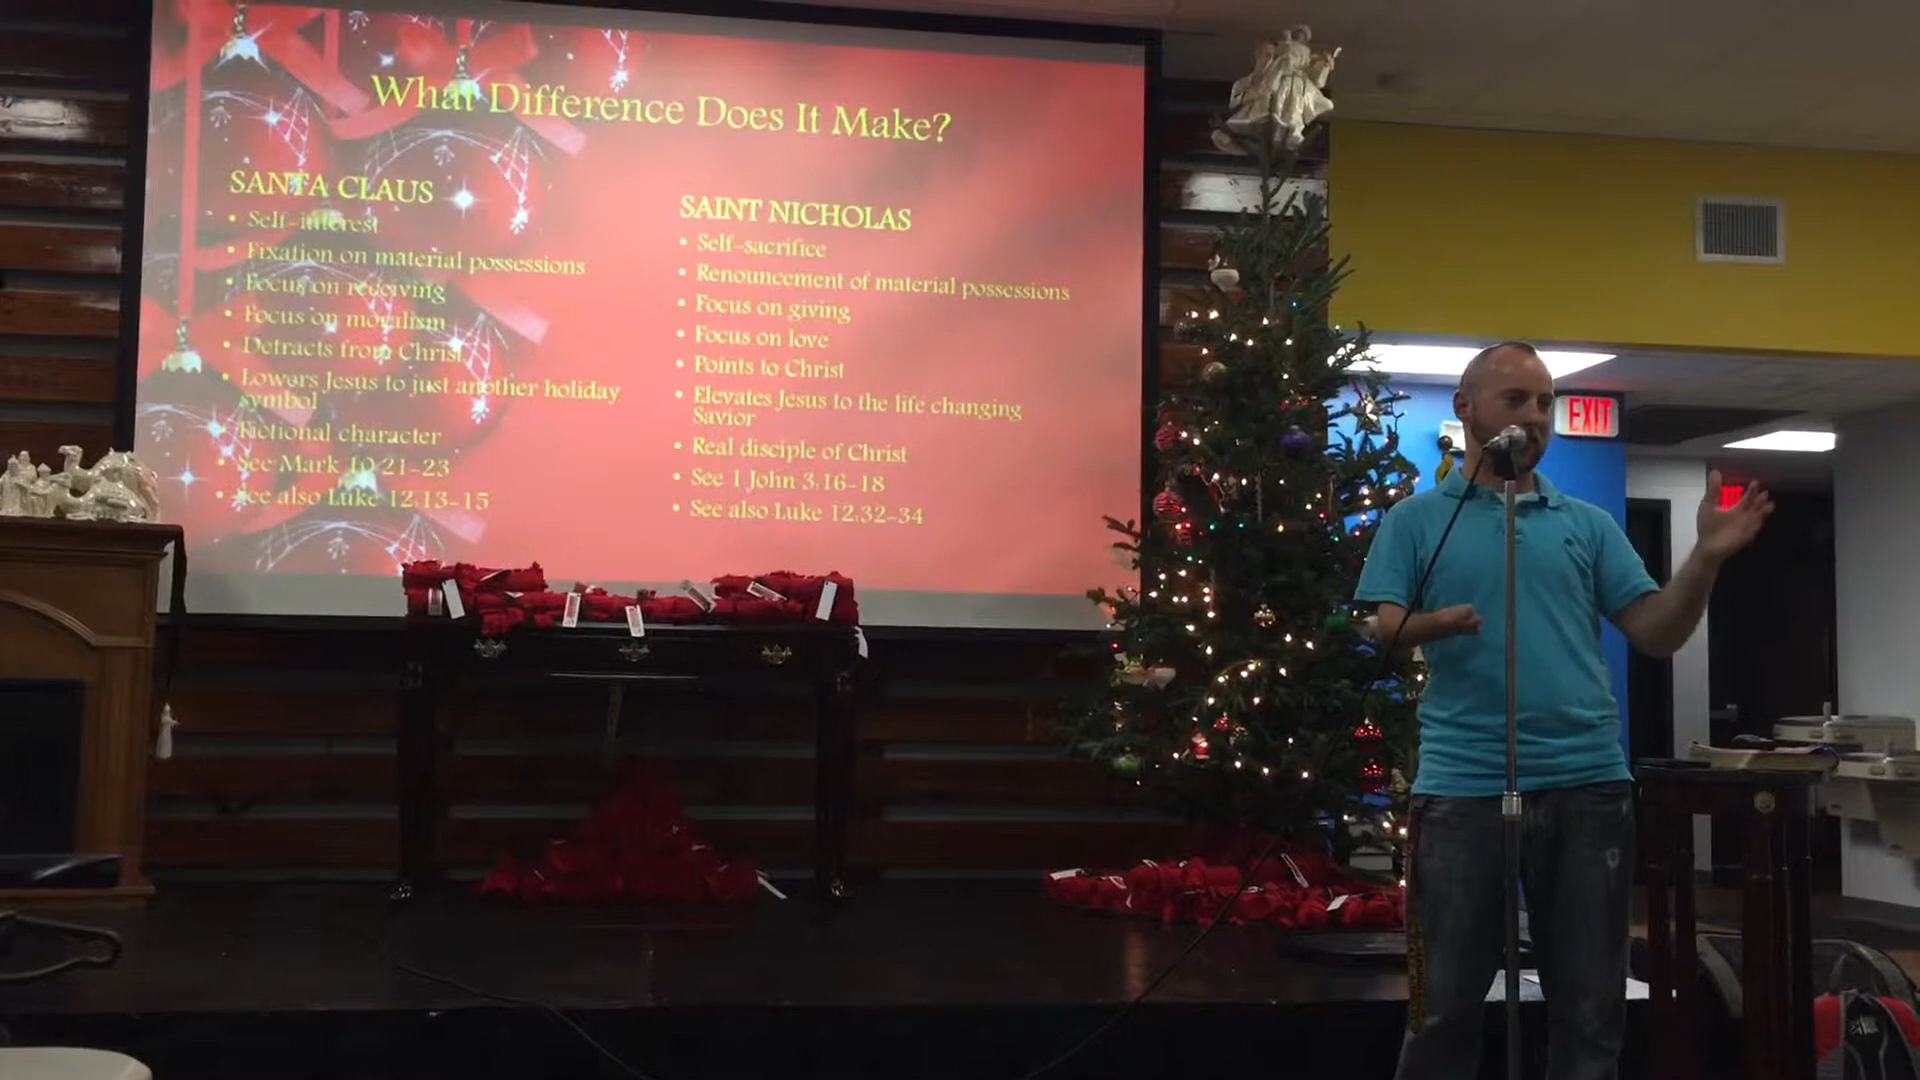 What Difference Does It Make?
SANTA CLAUS
• Self-interest
• Fixation on material possessions
• Focus on receiving
• Focus on moralism
• Detracts from Christ
• Lowers Jesus to just another holiday
symbol
• Fictional character
• See Mark 10.21-23
• See also Luke 12.13-15
SAINT NICHOLAS
• Self-sacrifice
• Renouncement of material possessions
• Focus on giving
• Focus on love
• Points to Christ
• Elevates Jesus to the life changing
Savior
• Real disciple of Christ
• See 1 John 3.16-18
• See also Luke 12.32-34
EXIT